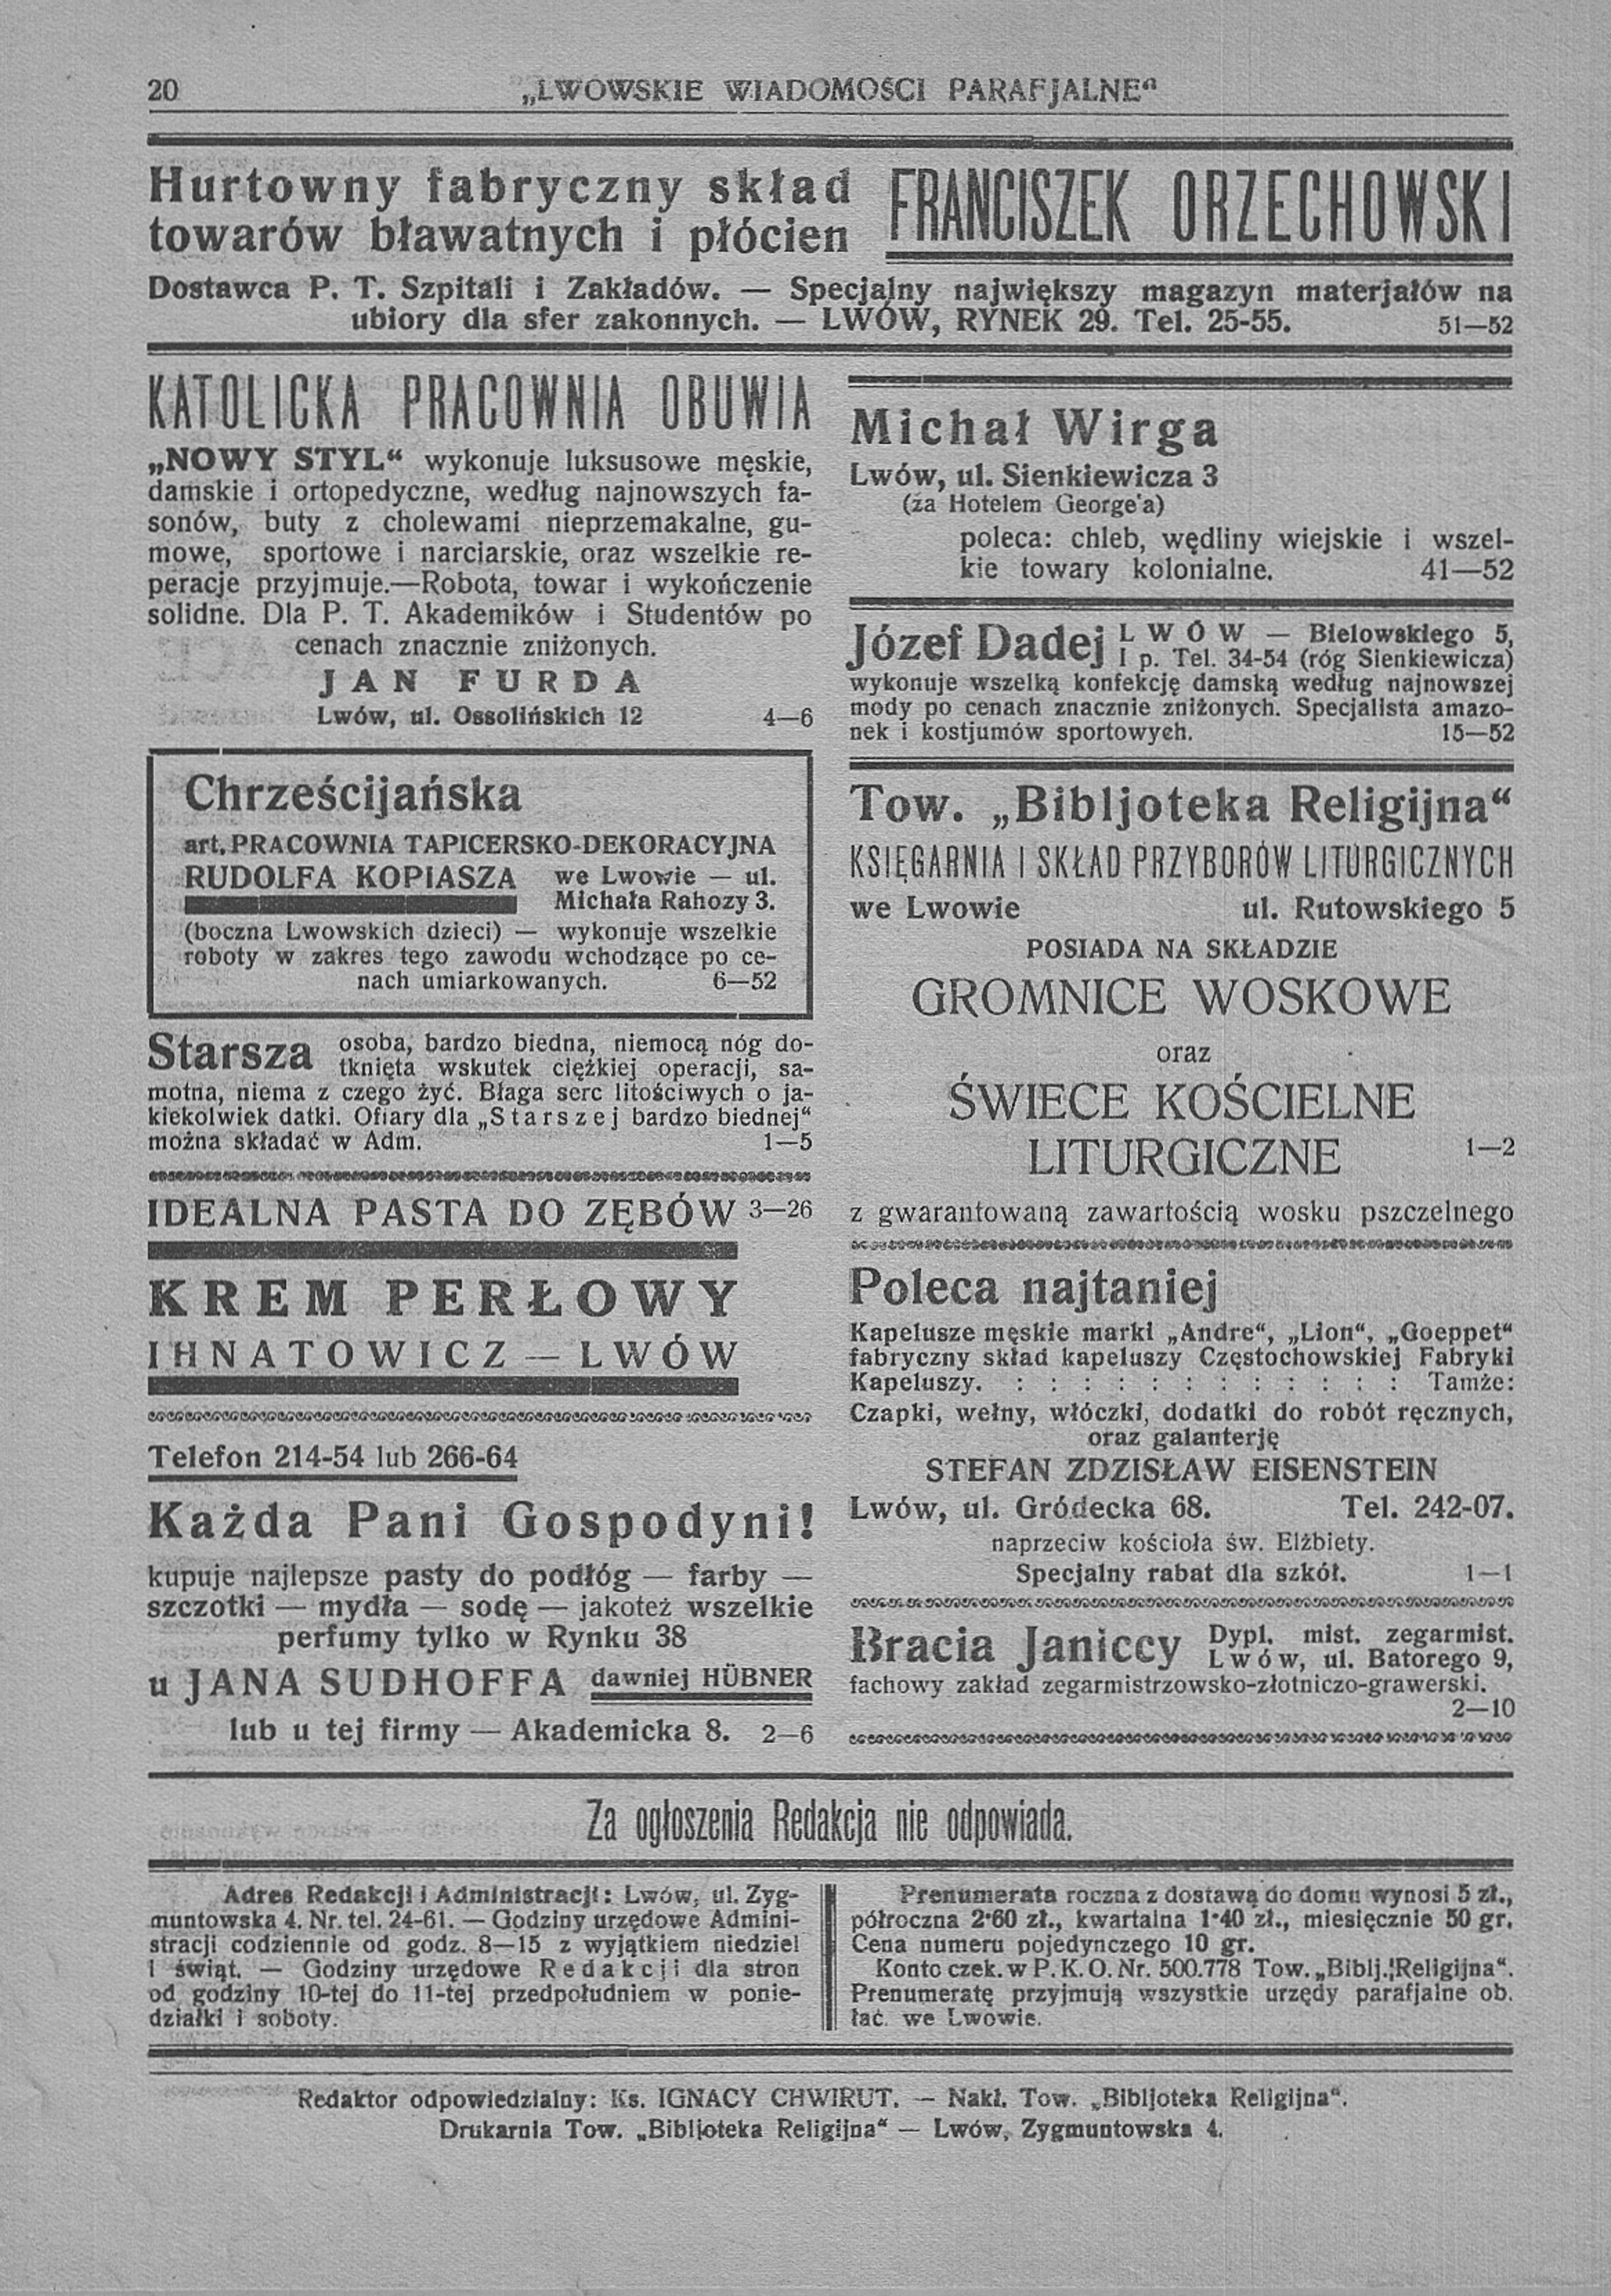 20
„LWOWSKIE WIADOMOŚCI PARAFJALNE“
Hurtowny fabryczny skład
towarów bławatnych i płócien
FRANCISZEK ORZECHOWSKI
Dostawca P. T. Szpitali i Zakładów. — Specjalny największy magazyn materjałów na
ubiory dla sfer zakonnych. — LWÓW, RYNEK 29. Tel. 25-55. 51—52
KATOLICKA PRACOWNIA OBUWIA
„NOWY STYL“ wykonuje luksusowe męskie,
damskie i ortopedyczne, według najnowszych fa-
sonów, buty z cholewami nieprzemakalne, gu-
mowe, sportowe i narciarskie, oraz wszelkie re-
peracje przyjmuje.—Robota, towar i wykończenie
solidne. Dla P. T. Akademików i Studentów po
cenach znacznie zniżonych.
JAN FURDA
Lwów, ul. Ossolińskich 12 4—6
Chrześcijańska
art. PRACOWNIA TAPICERSKO-DEKORACYJNA
RUDOLFA KOPIASZA we Lwowie — ul.
Michała Rahozy 3.
(boczna Lwowskich dzieci) — wykonuje wszelkie
roboty w zakres tego zawodu wchodzące po ce-
nach umiarkowanych. 6—52
Starsza osoba, bardzo biedna, niemocą nóg do-
tknięta wskutek ciężkiej operacji, sa-
motna, niema z czego żyć. Błaga serc litościwych o ja-
kiekolwiek datki. Ofiary dla „Starszej bardzo biednej“
można składać w Adm. 1—5
IDEALNA PASTA DO ZĘBÓW 3—26
KREM PERŁOWY
IHNATOWICZ — LWÓW
Telefon 214-54 lub 266-64
Każda Pani Gospodyni!
kupuje najlepsze pasty do podłóg — farby —
szczotki — mydła — sodę — jakoteż wszelkie
perfumy tylko w Rynku 38
u JANA SUDHOFFA dawniej HÜBNER
lub u tej firmy — Akademicka 8. 2—6
Michał Wirga
Lwów, ul. Sienkiewicza 3
(za Hotelem George'a)
poleca: chleb, wędliny wiejskie i wszel-
kie towary kolonialne. 41—52
Józef Dadej LWÓW — Bielowskiego 5,
I p. Tel. 34-54 (róg Sienkiewicza)
wykonuje wszelką konfekcję damską według najnowszej
mody po cenach znacznie zniżonych. Specjalista amazo-
nek i kostjumów sportowych. 15—52
Tow. „Bibljoteka Religijna“
KSIĘGARNIA I SKŁAD PRZYBORÓW LITURGICZNYCH
we Lwowie ul. Rutowskiego 5
POSIADA NA SKŁADZIE
GROMNICE WOSKOWE
oraz
ŚWIECE KOŚCIELNE
LITURGICZNE 1—2
z gwarantowaną zawartością wosku pszczelnego
Poleca najtaniej
Kapelusze męskie marki „Andre“, „Lion“, „Goeppet“
fabryczny skład kapeluszy Częstochowskiej Fabryki
Kapeluszy. : : : : : : : : : : : : Tamże:
Czapki, wełny, włóczki, dodatki do robót ręcznych,
oraz galanterję
STEFAN ZDZISŁAW EISENSTEIN
Lwów, ul. Gródecka 68. Tel. 242-07.
naprzeciw kościoła św. Elżbiety.
Specjalny rabat dla szkół. 1—1
Bracia Janiccy Dypl. mist. zegarmist.
Lwów, ul. Batorego 9,
fachowy zakład zegarmistrzowsko-złotniczo-grawerski.
2—10
Za ogłoszenia Redakcja nie odpowiada.
Adres Redakcji i Administracji: Lwów, ul. Zyg-
muntowska 4. Nr. tel. 24-61. — Godziny urzędowe Admini-
stracji codziennie od godz. 8—15 z wyjątkiem niedziel
i świąt. — Godziny urzędowe Redakcji dla stron
od godziny 10-tej do 11-tej przedpołudniem w ponie-
działki i soboty.
Prenumerata roczna z dostawą do domu wynosi 5 zł.,
półroczna 2·60 zł., kwartalna 1·40 zł., miesięcznie 50 gr.
Cena numeru pojedynczego 10 gr.
Konto czek. w P. K. O. Nr. 500.778 Tow. „Biblj. Religijna“.
Prenumeratę przyjmują wszystkie urzędy parafjalne ob.
łać. we Lwowie.
Redaktor odpowiedzialny: Ks. IGNACY CHWIRUT. — Nakł. Tow. „Bibljoteka Religijna“.
Drukarnia Tow. „Bibljoteka Religijna“ — Lwów, Zygmuntowska 4.